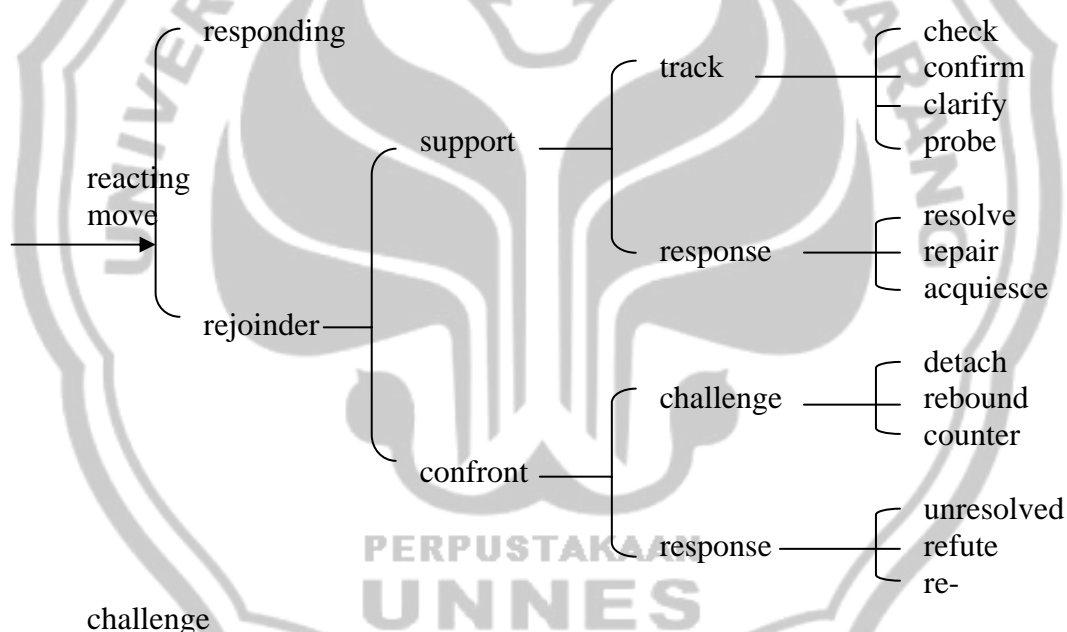 responding
reacting
move
rejoinder
support
confront
track
response
challenge
response
check
confirm
clarify
probe
resolve
repair
acquiesce
detach
rebound
counter
unresolved
refute
re-
challenge
PERPUSTAKAAN
UNNES